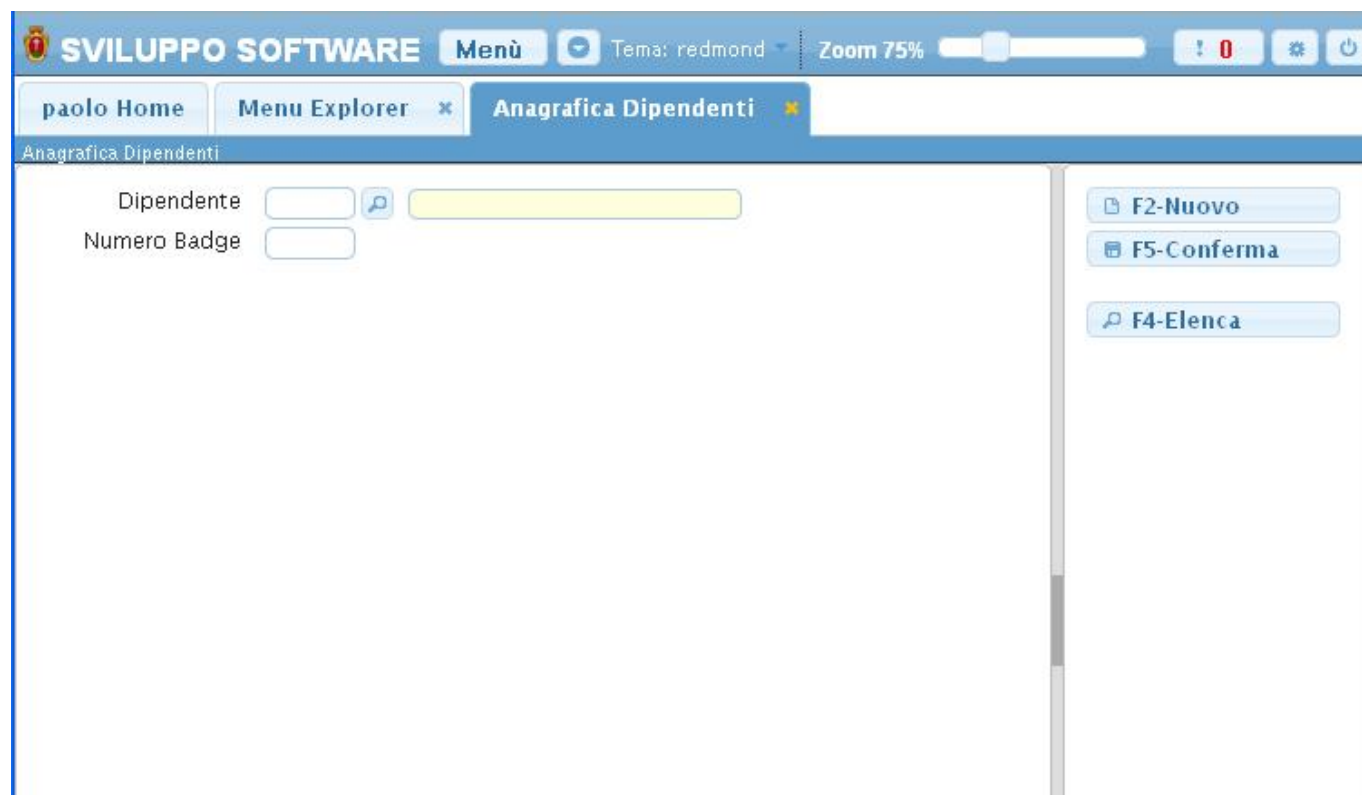 SVILUPPO SOFTWARE Menù Tema: redmond Zoom 75% ! 0
paolo Home Menu Explorer Anagrafica Dipendenti
Anagrafica Dipendenti
Dipendente
Numero Badge
F2-Nuovo
F5-Conferma
F4-Elenca